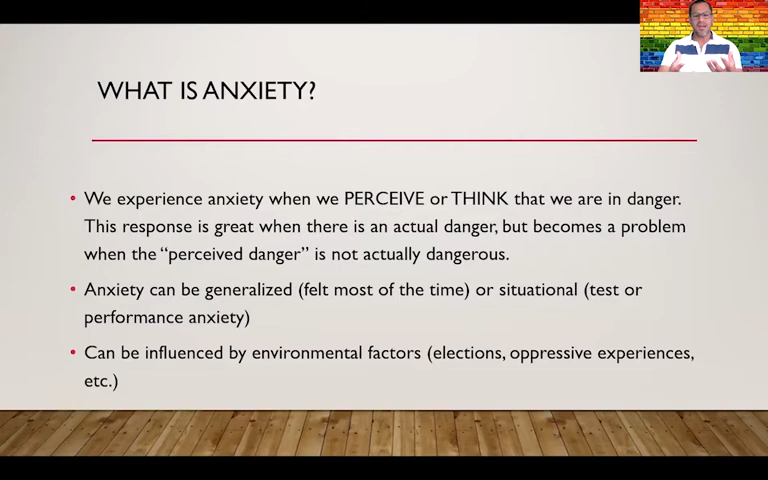 WHAT IS ANXIETY?
• We experience anxiety when we PERCEIVE or THINK that we are in danger.
This response is great when there is an actual danger, but becomes a problem
when the “perceived danger” is not actually dangerous.
• Anxiety can be generalized (felt most of the time) or situational (test or
performance anxiety)
• Can be influenced by environmental factors (elections, oppressive experiences,
etc.)